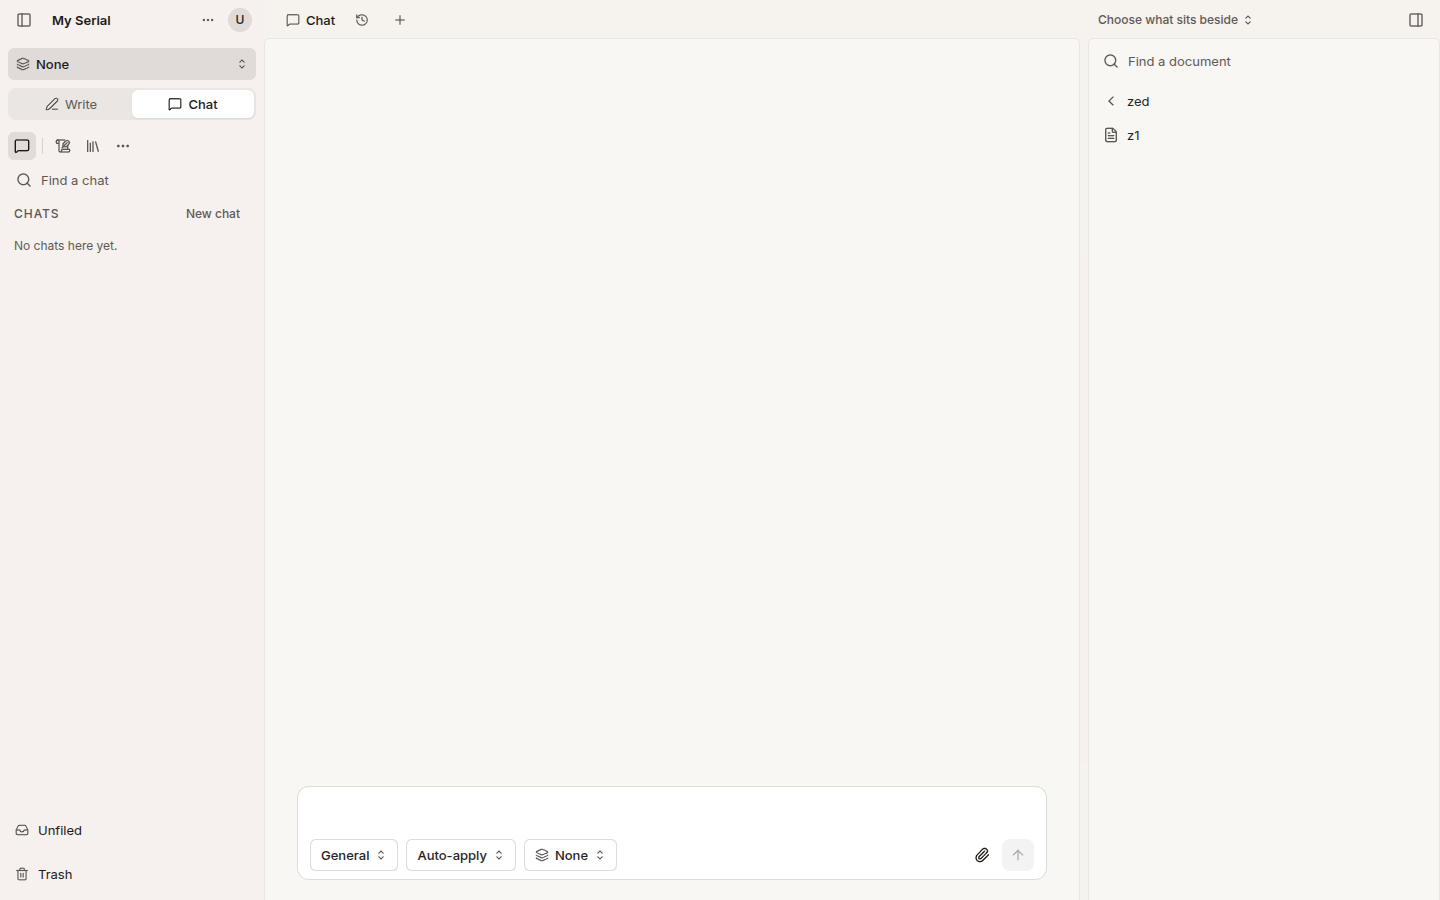 My Serial
U
None
Write
Chat
Find a chat
CHATS
New chat
No chats here yet.
Unfiled
Trash
Chat
General
Auto-apply
None
Choose what sits beside
Find a document
zed
z1